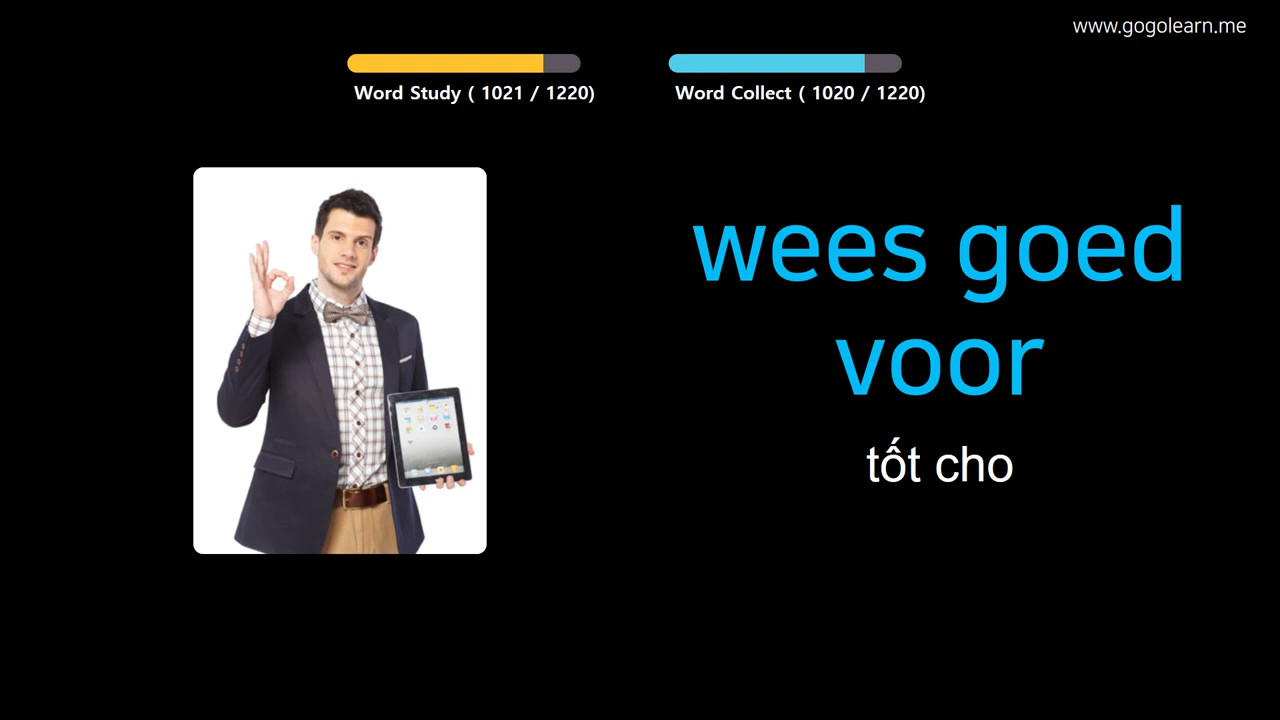 www.gogolearn.me
Word Study ( 1021 / 1220)
Word Collect ( 1020 / 1220)
wees goed
voor
tốt cho